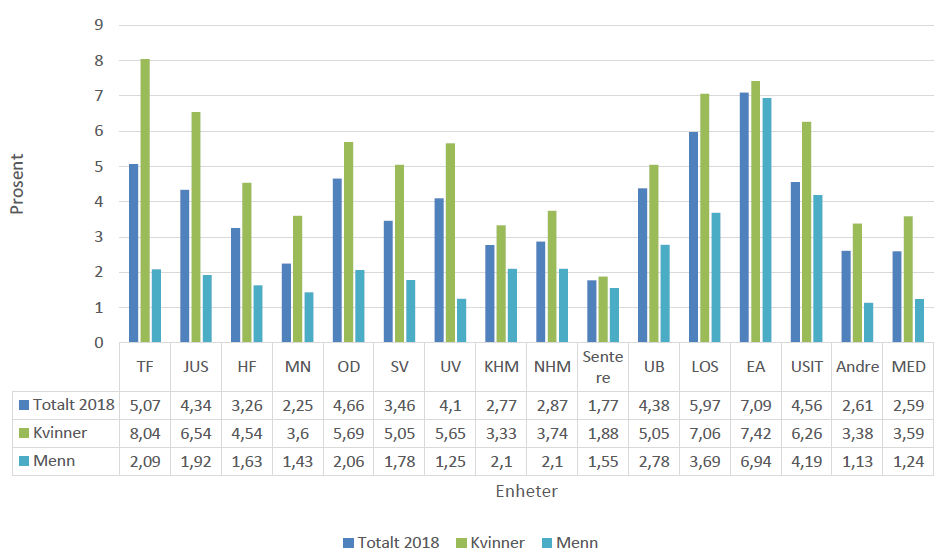 9
8
7
6
5
4
3
2
1
0
Prosent
TF JUS HF MN OD SV UV KHM NHM Sente UB LOS EA USIT Andre MED
re
Totalt 2018 5,07 4,34 3,26 2,25 4,66 3,46 4,1 2,77 2,87 1,77 4,38 5,97 7,09 4,56 2,61 2,59
Kvinner 8,04 6,54 4,54 3,6 5,69 5,05 5,65 3,33 3,74 1,88 5,05 7,06 7,42 6,26 3,38 3,59
Menn 2,09 1,92 1,63 1,43 2,06 1,78 1,25 2,1 2,1 1,55 2,78 3,69 6,94 4,19 1,13 1,24
Enheter
Totalt 2018 Kvinner Menn